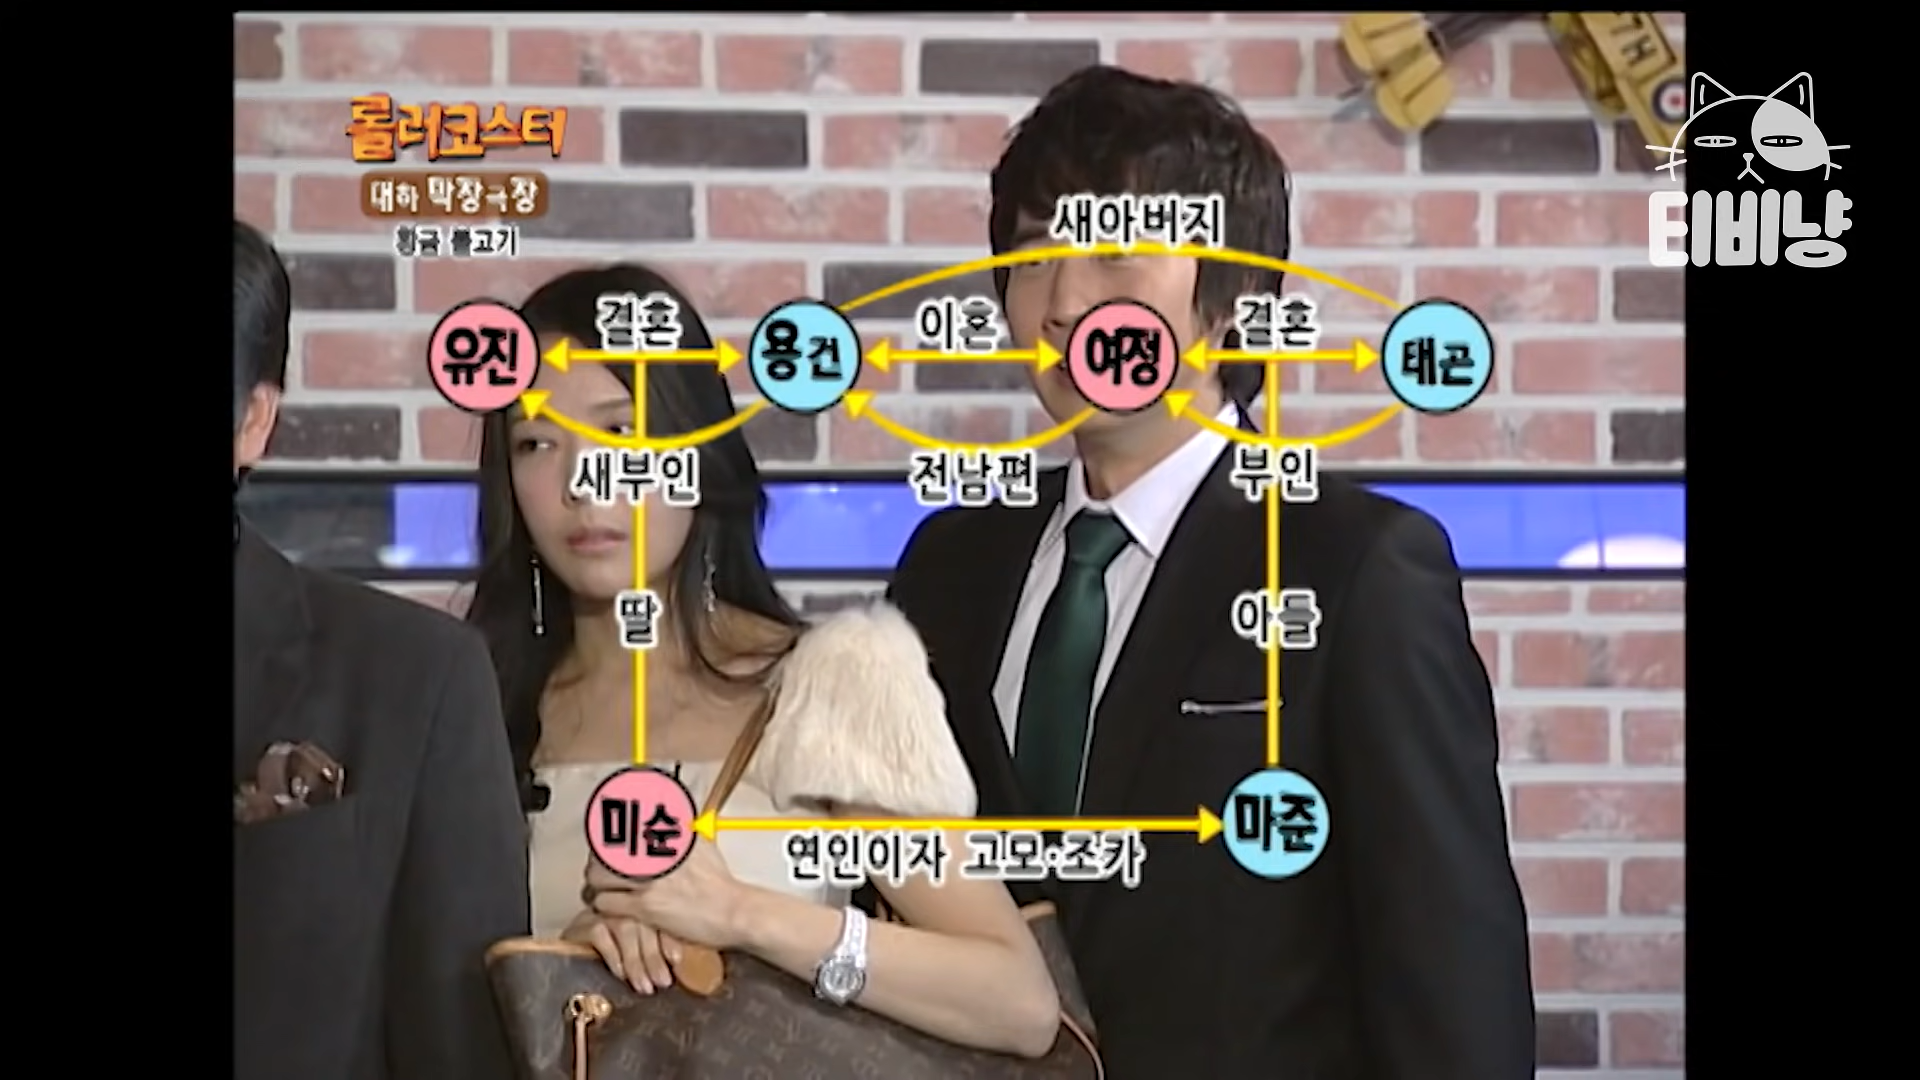 롤러코스터
대하 막장극장
황금 물고기
티비냥
새아버지
유진 결혼 용건 이혼 여정 결혼 태곤
새부인 전남편 부인
딸 아들
미순 마준
연인이자 고모·조카
7H